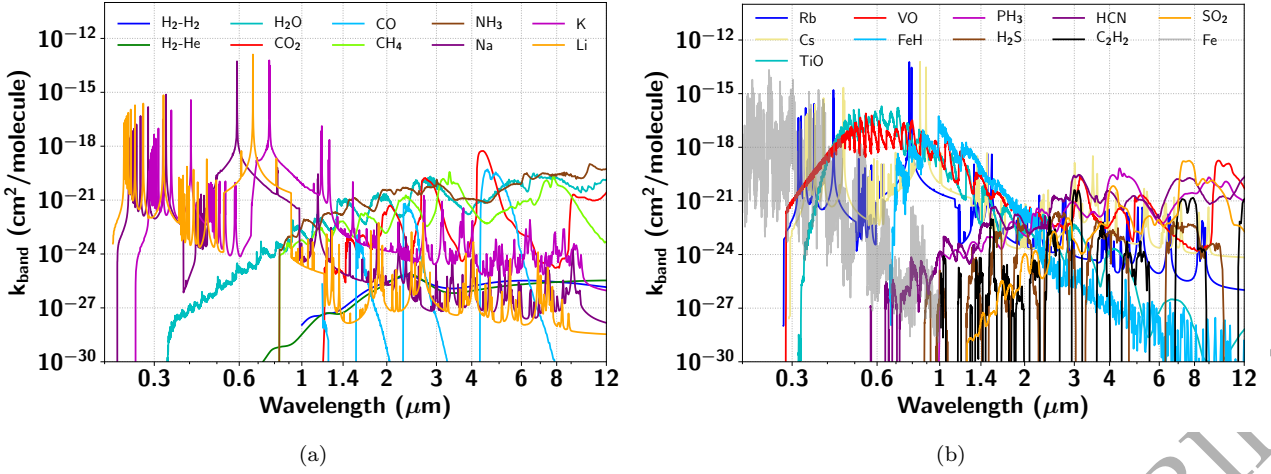 H₂-H₂ H₂O CO NH₃ K
H₂-He CO₂ CH₄ Na Li
10⁻¹²
10⁻¹⁵
10⁻¹⁸
10⁻²¹
10⁻²⁴
10⁻²⁷
10⁻³⁰
k_band (cm²/molecule)
0.3 0.6 1 1.4 2 3 4 5 6 8 12
Wavelength (μm)
(a)
Rb VO PH₃ HCN SO₂
Cs FeH H₂S C₂H₂ Fe
TiO
10⁻¹²
10⁻¹⁵
10⁻¹⁸
10⁻²¹
10⁻²⁴
10⁻²⁷
10⁻³⁰
k_band (cm²/molecule)
0.3 0.6 1 1.4 2 3 4 5 6 8 12
Wavelength (μm)
(b)